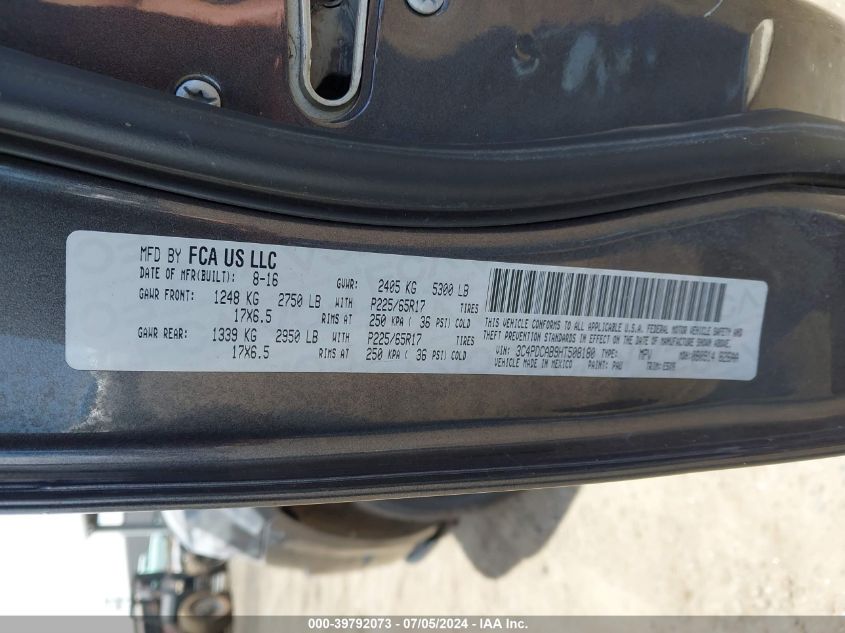 MFD BY FCA US LLC
DATE OF MFR(BUILT): 8-16 GVWR: 2405 KG 5300 LB
GAWR FRONT: 1248 KG 2750 LB WITH P225/65R17 TIRES
17X6.5 RIMS AT 250 KPA ( 36 PSI) COLD
GAWR REAR: 1339 KG 2950 LB WITH P225/65R17 TIRES
17X6.5 RIMS AT 250 KPA ( 36 PSI) COLD
THIS VEHICLE CONFORMS TO ALL APPLICABLE U.S.A. FEDERAL MOTOR VEHICLE SAFETY AND
THEFT PREVENTION STANDARDS IN EFFECT ON THE DATE OF MANUFACTURE SHOWN ABOVE.
VIN: 3C4PDCAB9HT508180 TYPE: MPV MDH: 080914
VEHICLE MADE IN MEXICO PAINT: PAU TRIM:
000-39792073 - 07/05/2024 - IAA Inc.